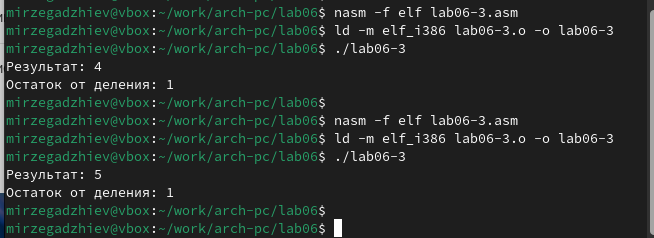 mirzegadzhiev@vbox:~/work/arch-pc/lab06$ nasm -f elf lab06-3.asm
mirzegadzhiev@vbox:~/work/arch-pc/lab06$ ld -m elf_i386 lab06-3.o -o lab06-3
mirzegadzhiev@vbox:~/work/arch-pc/lab06$ ./lab06-3
Результат: 4
Остаток от деления: 1
mirzegadzhiev@vbox:~/work/arch-pc/lab06$
mirzegadzhiev@vbox:~/work/arch-pc/lab06$ nasm -f elf lab06-3.asm
mirzegadzhiev@vbox:~/work/arch-pc/lab06$ ld -m elf_i386 lab06-3.o -o lab06-3
mirzegadzhiev@vbox:~/work/arch-pc/lab06$ ./lab06-3
Результат: 5
Остаток от деления: 1
mirzegadzhiev@vbox:~/work/arch-pc/lab06$
mirzegadzhiev@vbox:~/work/arch-pc/lab06$